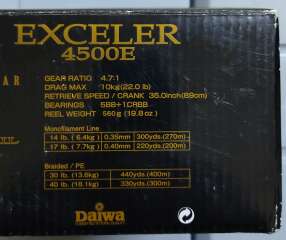 EXCELER
4500E
GEAR RATIO 4.7:1
DRAG MAX 10kg(22.0 lb)
RETRIEVE SPEED / CRANK 35.0inch(89cm)
BEARINGS 5BB+1CRBB
REEL WEIGHT 560g (19.8 oz)
Monofilament Line
14 lb. ( 6.4kg ) 0.35mm 300yds.(270m)
17 lb. ( 7.7kg ) 0.40mm 220yds.(200m)
Braided / PE
30 lb. (13.6kg) 440yds.(400m)
40 lb. (18.1kg) 330yds.(300m)
Daiwa